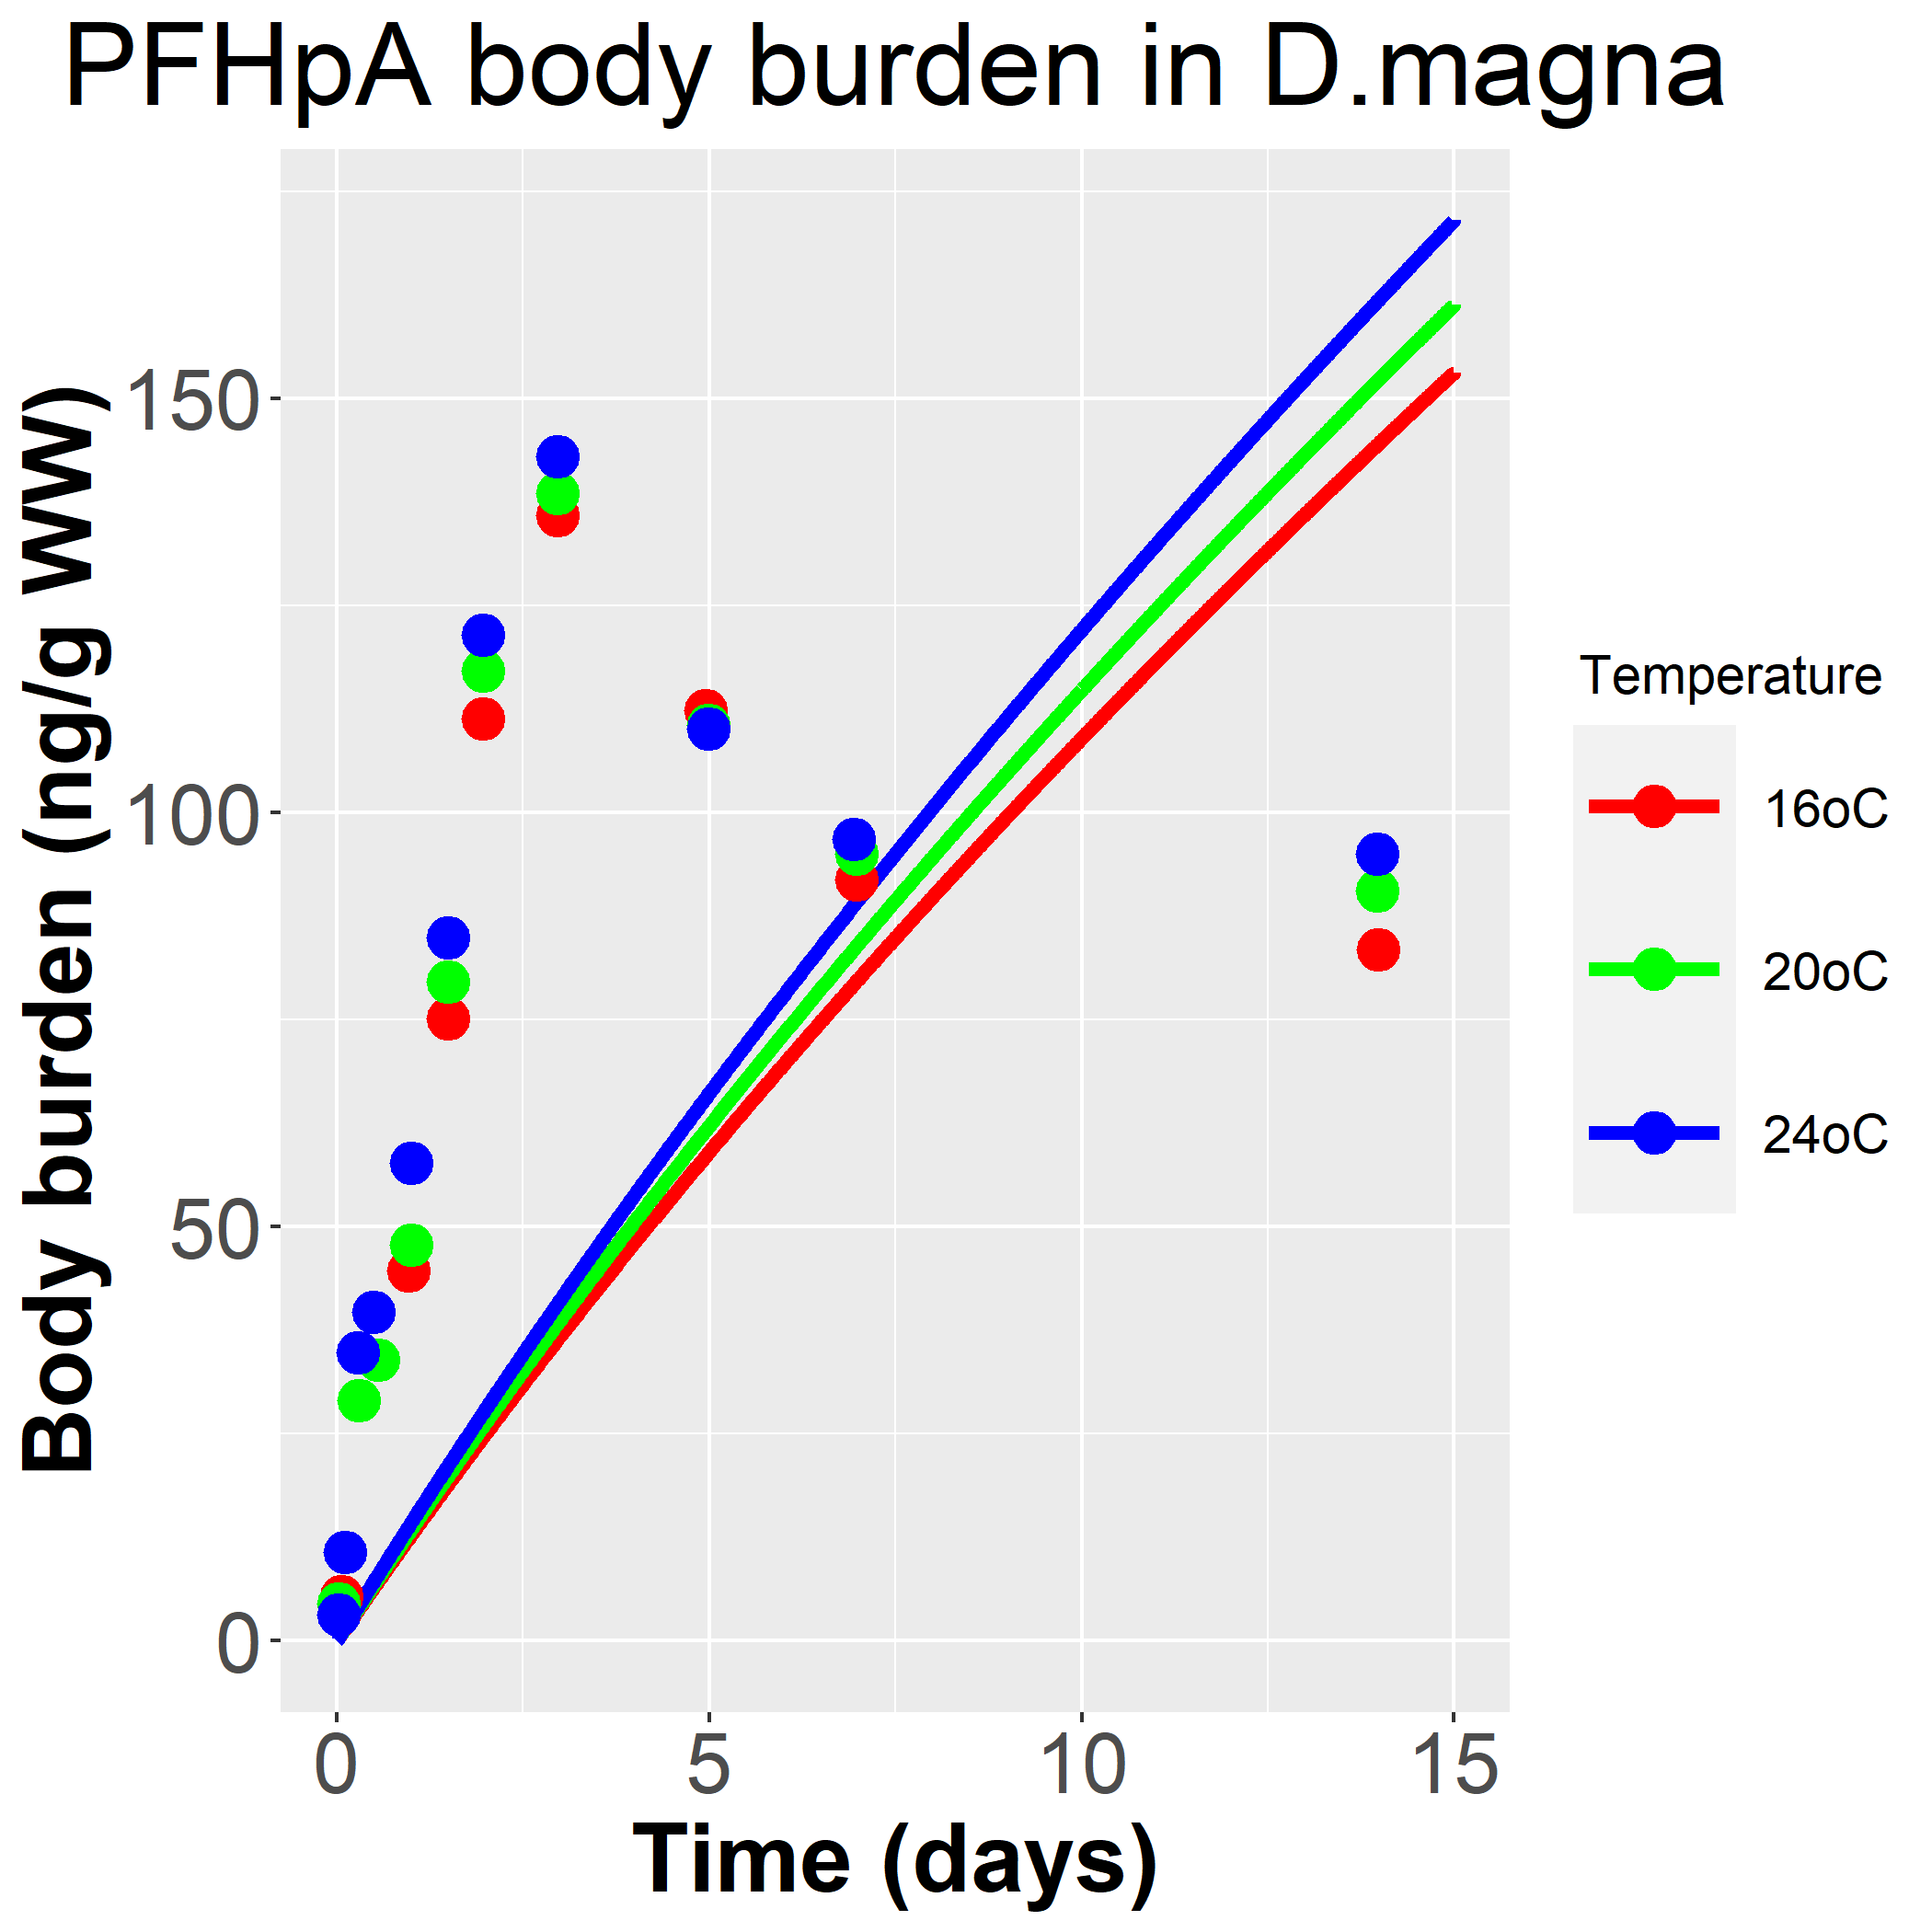 PFHpA body burden in D.magna
Body burden (ng/g WW)
150
100
50
0
0 5 10 15
Time (days)
Temperature
16oC
20oC
24oC